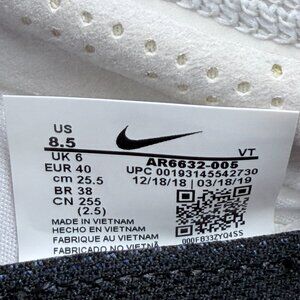 US
8.5 VT
UK 6 AR6632-005
EUR 40 UPC 00193145542730
cm 25.5 12/18/18 | 03/18/19
BR 38
CN 255
(2.5)
MADE IN VIETNAM
HECHO EN VIETNAM
FABRIQUE AU VIETNAM
FABRICADO NO VIETNÃ
000FB33ZYQ4SS